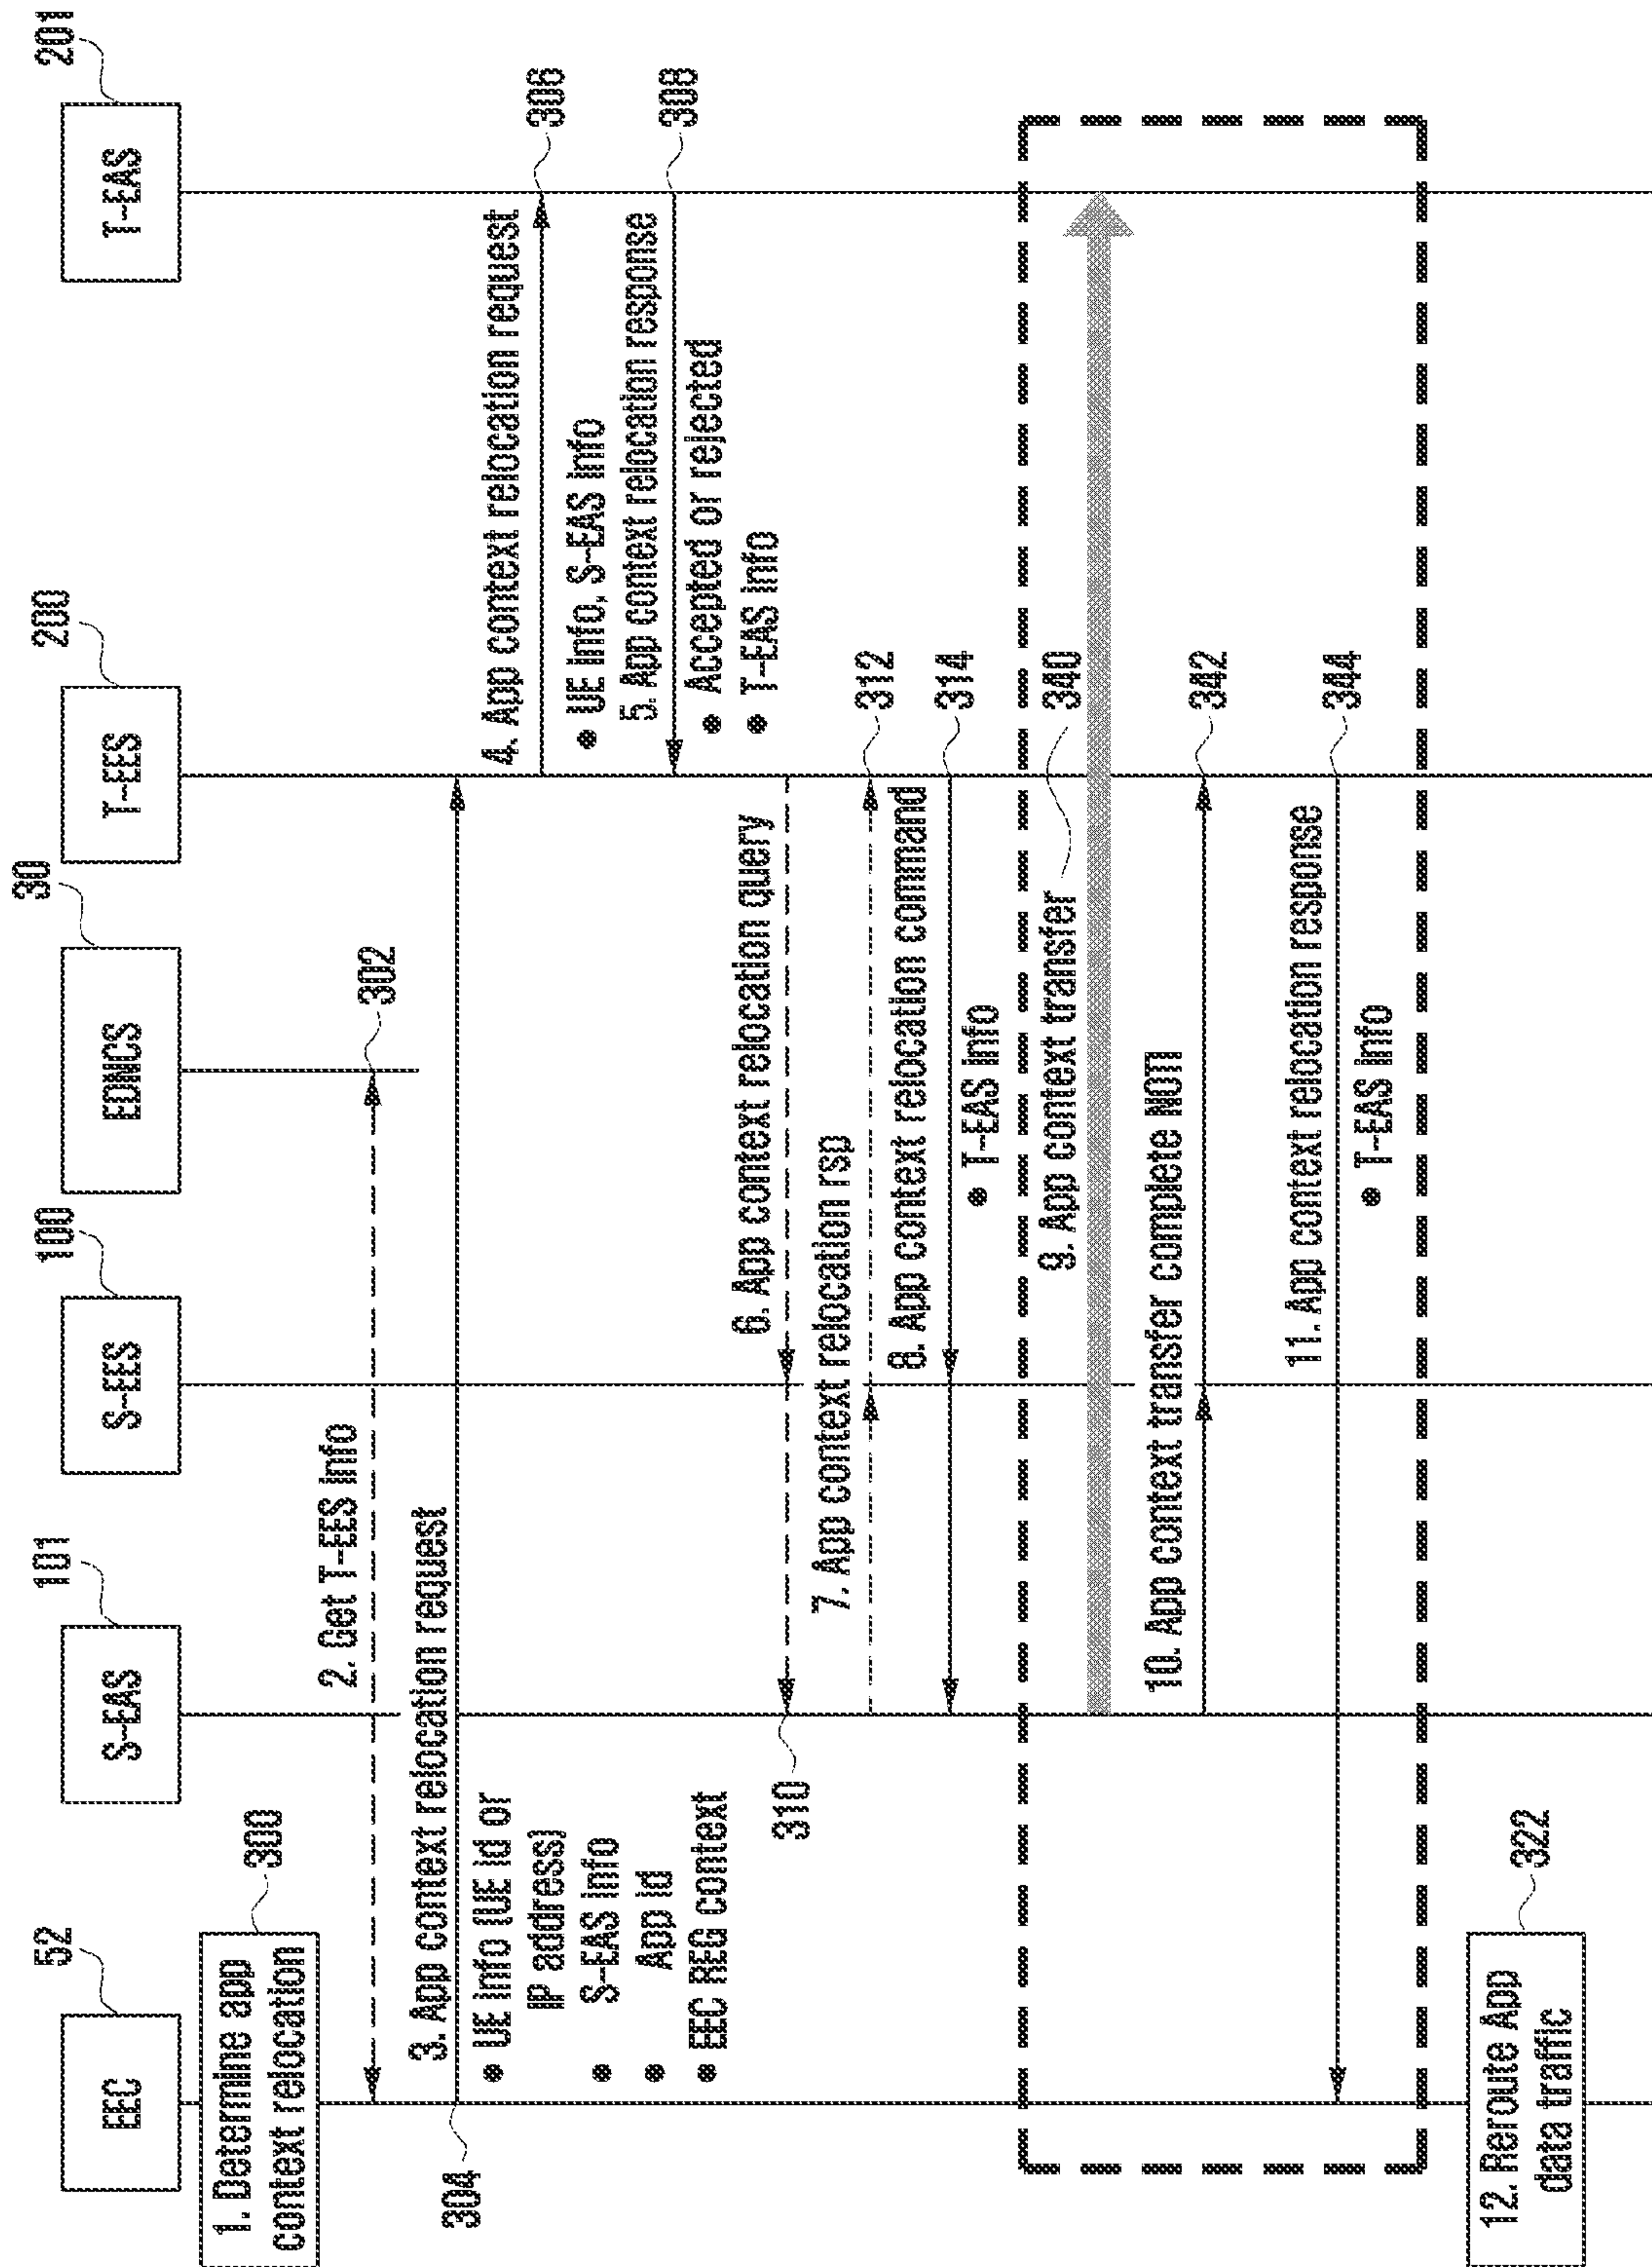 EEC
52
S-EAS
101
S-EES
100
EDNCS
30
T-EES
200
T-EAS
201
1. Determine app
context relocation
300
2. Get T-EES info
302
3. App context relocation request
304
● UE info (UE id or
IP address)
● S-EAS info
● App id
● EEC REG context
4. App context relocation request
306
● UE info, S-EAS info
5. App context relocation response
308
● Accepted or rejected
● T-EAS info
6. App context relocation query
310
7. App context relocation rsp
312
8. App context relocation command
314
● T-EAS info
9. App context transfer
340
10. App context transfer complete NOTI
342
11. App context relocation response
344
● T-EAS info
12. Reroute App
data traffic
322